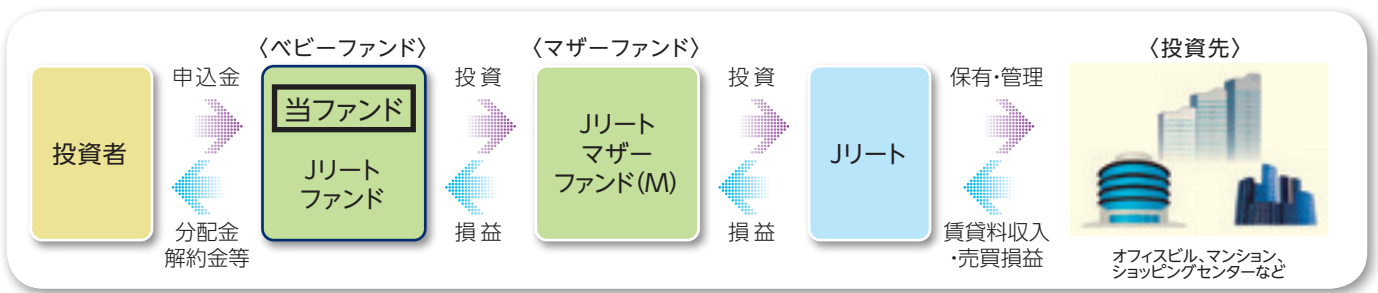 〈ベビーファンド〉
〈マザーファンド〉
〈投資先〉
投資者
申込金
分配金
解約金等
当ファンド
Jリート
ファンド
投資
損益
Jリート
マザー
ファンド(M)
投資
損益
Jリート
保有・管理
賃貸料収入
・売買損益
オフィスビル、マンション、
ショッピングセンターなど